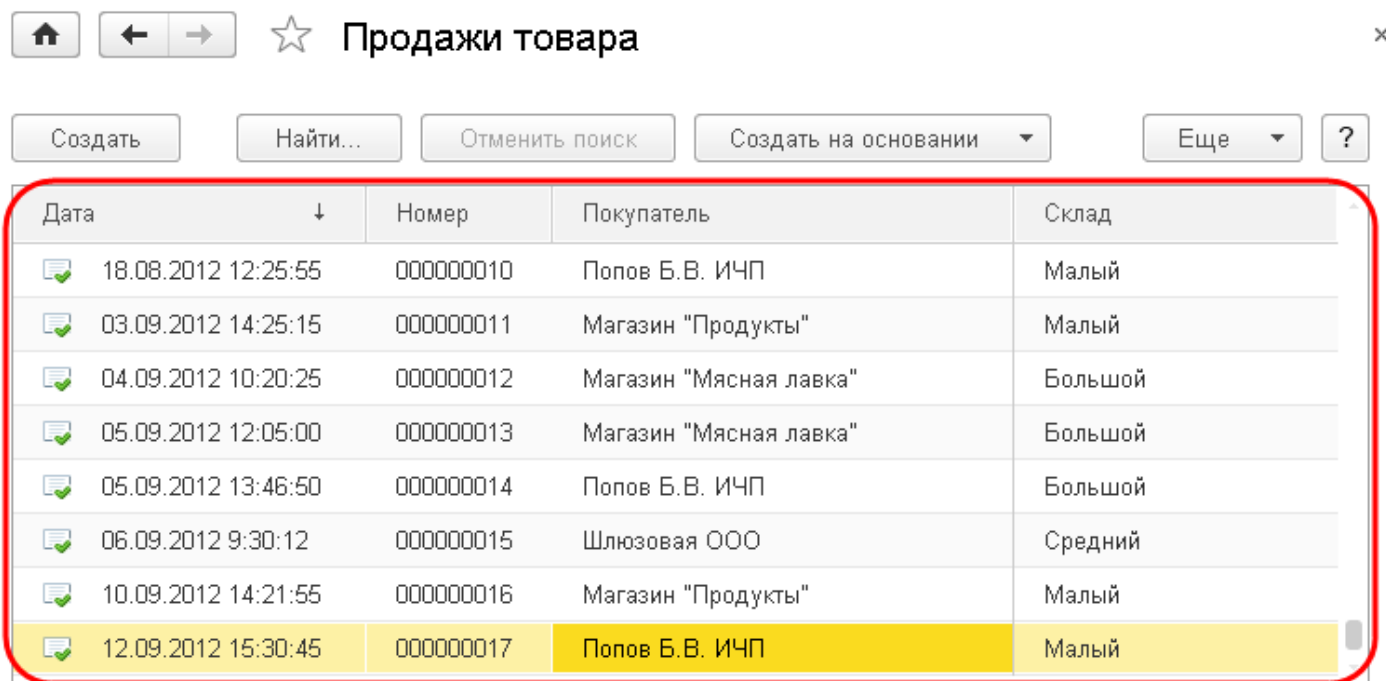 Продажи товара
Создать Найти... Отменить поиск Создать на основании Еще ?
Дата Номер Покупатель Склад
18.08.2012 12:25:55 000000010 Попов Б.В. ИЧП Малый
03.09.2012 14:25:15 000000011 Магазин "Продукты" Малый
04.09.2012 10:20:25 000000012 Магазин "Мясная лавка" Большой
05.09.2012 12:05:00 000000013 Магазин "Мясная лавка" Большой
05.09.2012 13:46:50 000000014 Попов Б.В. ИЧП Большой
06.09.2012 9:30:12 000000015 Шлюзовая ООО Средний
10.09.2012 14:21:55 000000016 Магазин "Продукты" Малый
12.09.2012 15:30:45 000000017 Попов Б.В. ИЧП Малый